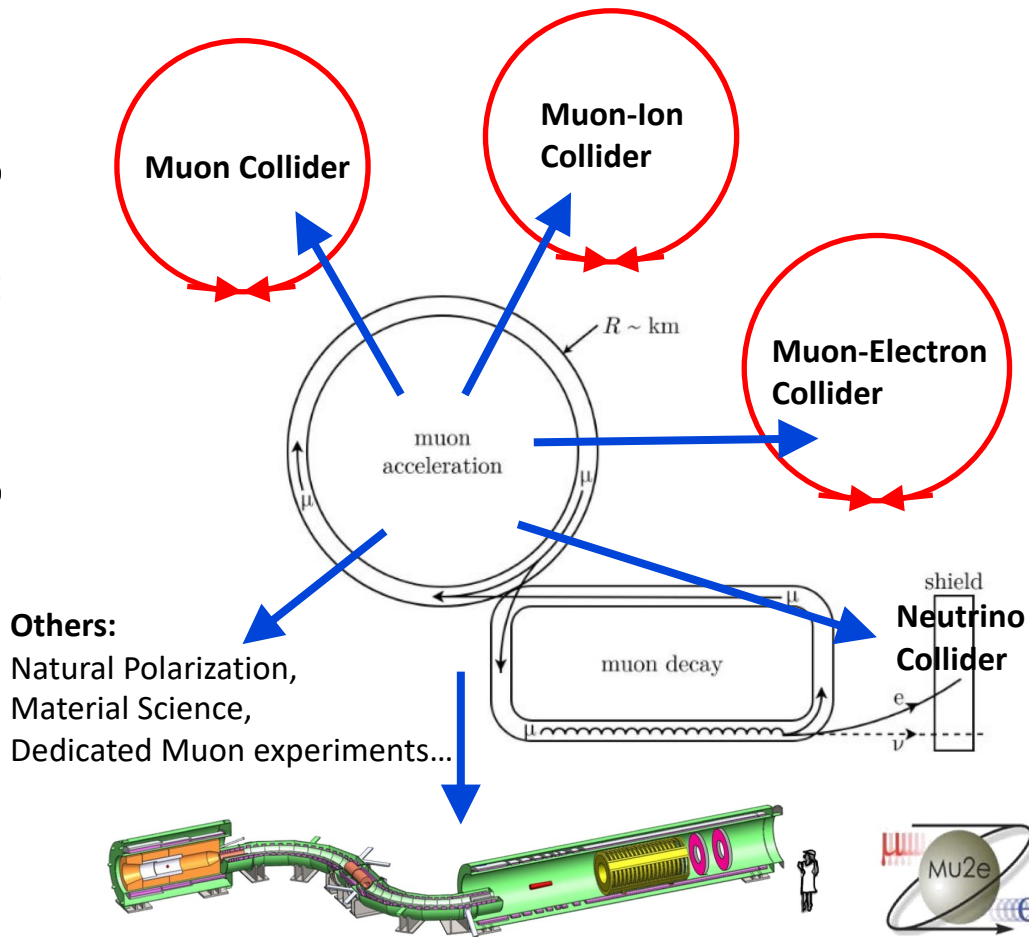 Muon Collider
Muon-Ion
Collider
R ~ km
Muon-Electron
Collider
muon
acceleration
μ
μ
shield
μ
Neutrino
Collider
Others:
Natural Polarization,
Material Science,
Dedicated Muon experiments...
muon decay
e
μ
ν
μ
Mu2e
e